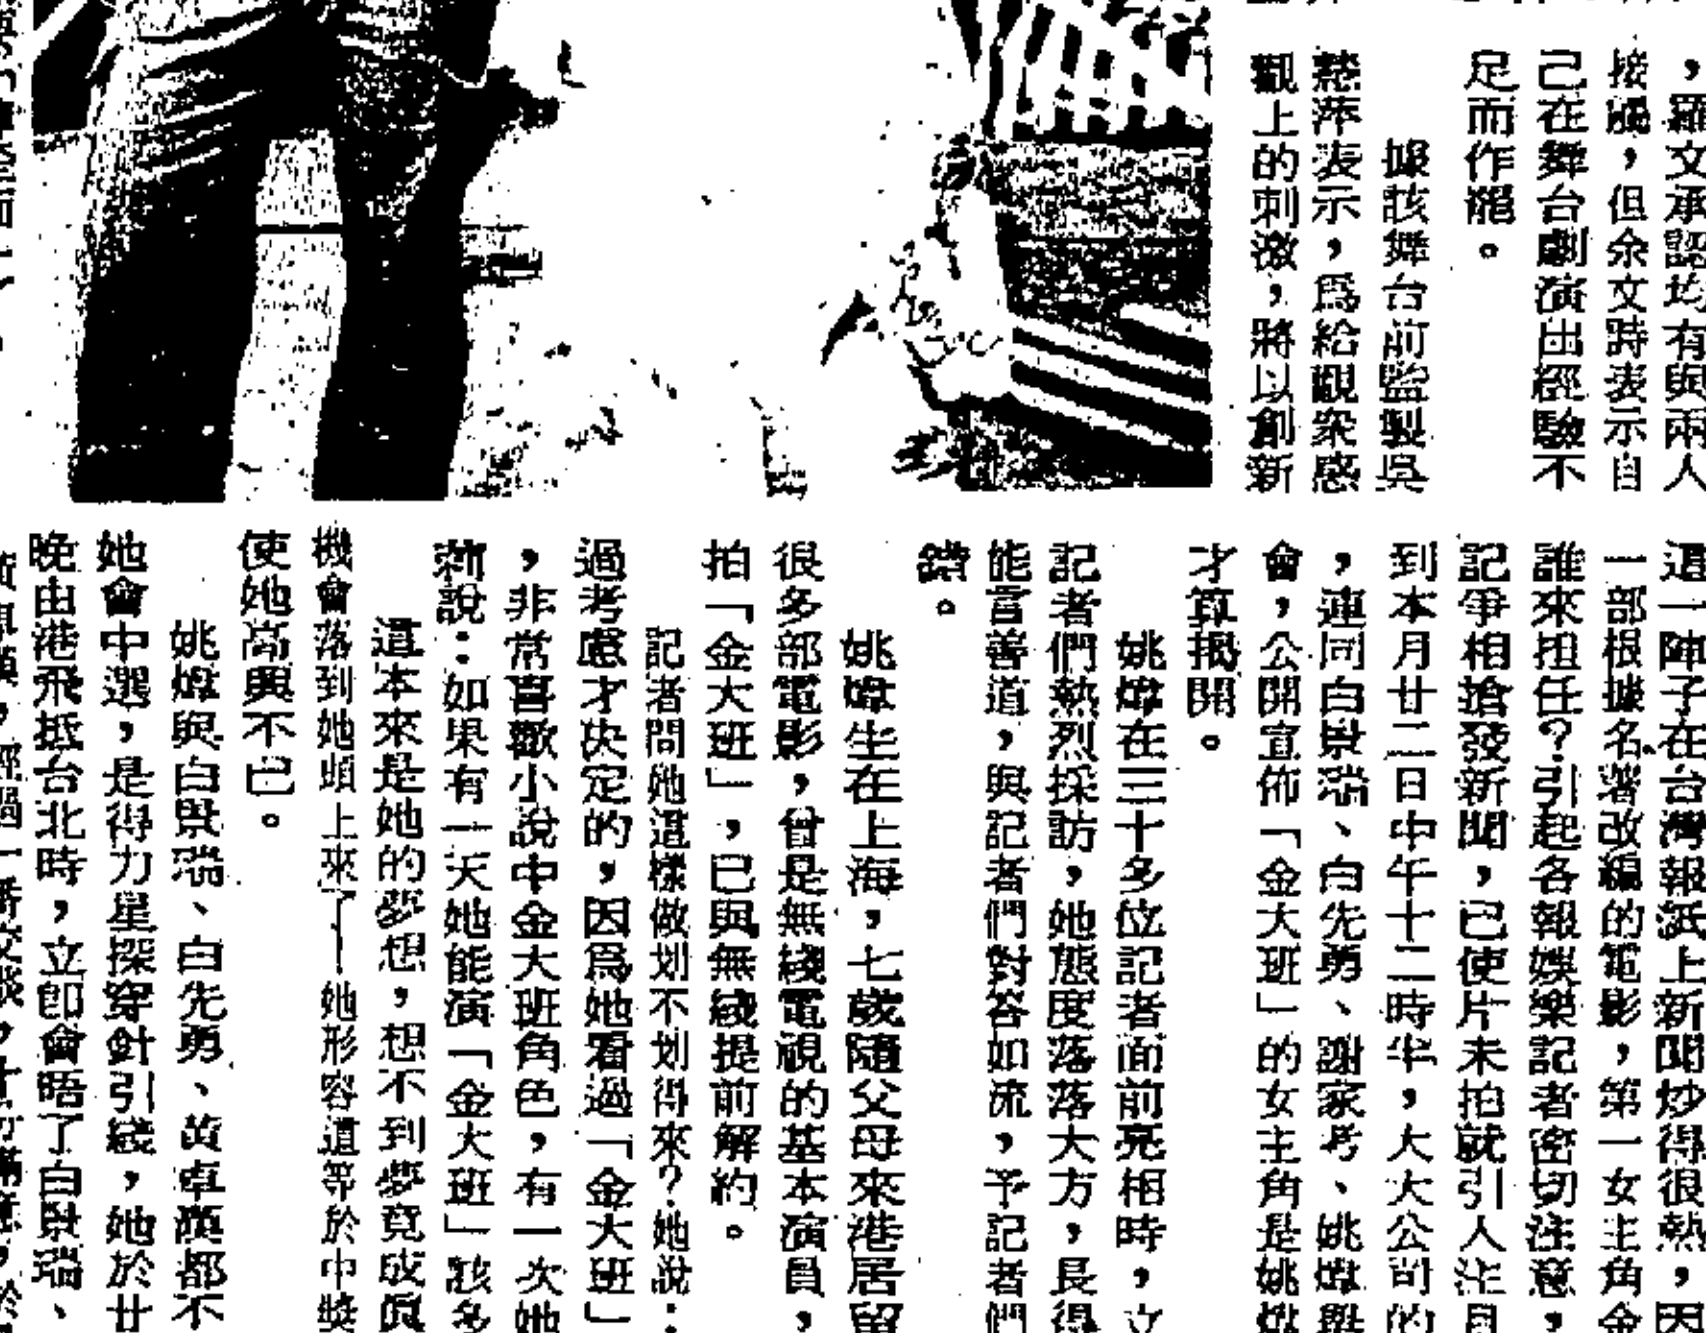 ，羅文承認均有與兩人
接觸，但余文時表示自
己在舞台劇演出經驗不
足而作罷。
據該舞台前監製吳
慧萍表示，爲給觀衆感
觀上的刺激，將以創新
這一陣子在台灣報紙上新聞炒得很熱，因
一部根據名著改編的電影，第一女主角金
誰來担任？引起各報娛樂記者密切注意，
記爭相搶發新聞，已使片未拍就引人注目
到本月廿二日中午十二時半，大大公司的
，連同白景瑞、白先勇、謝家孝、姚煒與
會，公開宣佈「金大班」的女主角是姚煒
才算揭開。
姚煒在三十多位記者面前亮相時，立
記者們熱烈採訪，她態度落落大方，長得
能言善道，與記者們對答如流，予記者們
錯。
姚煒生在上海，七歲隨父母來港居留
很多部電影，曾是無綫電視的基本演員，
拍「金大班」，已與無綫提前解約。
記者問她這樣做划不划得來？她說：
過考慮才决定的，因爲她看過「金大班」
，非常喜歡小說中金大班角色，有一次她
說：如果有一天她能演「金大班」該多
這本來是她的夢想，想不到夢竟成眞
機會落到她頭上來了—她形容這等於中獎
使她高興不已。
姚煒與白景瑞、白先勇、黃卓漢都不
她會中選，是得力星探穿針引綫，她於廿
晚由港飛抵台北時，立卽會晤了白景瑞、